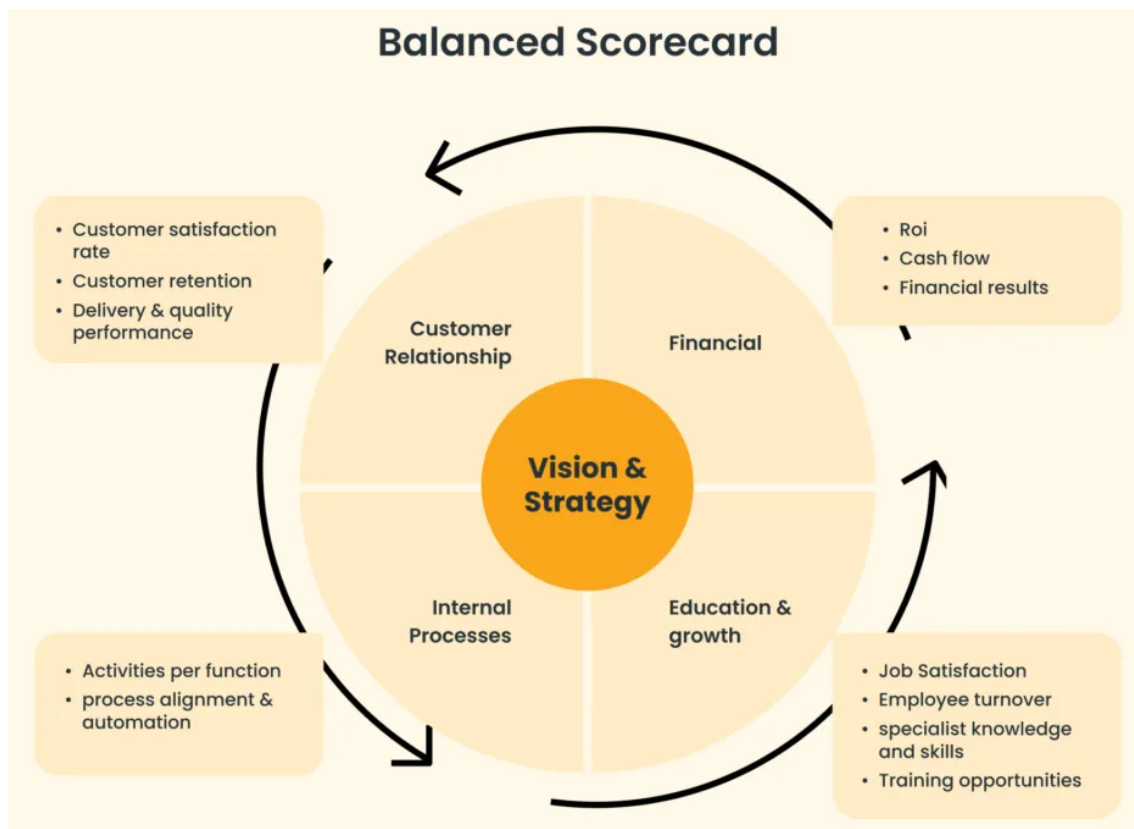 Balanced Scorecard
• Customer satisfaction
rate
• Customer retention
• Delivery & quality
performance
• Roi
• Cash flow
• Financial results
Customer
Relationship
Financial
Vision &
Strategy
Internal
Processes
Education &
growth
• Activities per function
• process alignment &
automation
• Job Satisfaction
• Employee turnover
• specialist knowledge
and skills
• Training opportunities